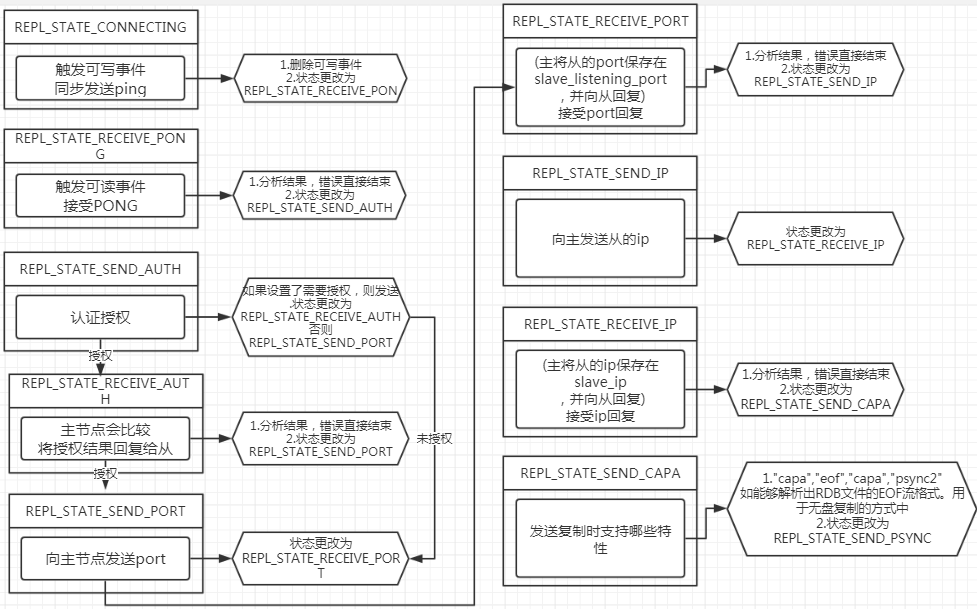 REPL_STATE_CONNECTING
触发可写事件
同步发送ping
1.删除可写事件
2.状态更改为
REPL_STATE_RECEIVE_PON
REPL_STATE_RECEIVE_PON
G
触发可读事件
接受PONG
1.分析结果，错误直接结束
2.状态更改为
REPL_STATE_SEND_AUTH
REPL_STATE_SEND_AUTH
认证授权
如果设置了需要授权，则发送
,状态更改为
REPL_STATE_RECEIVE_AUTH
否则
REPL_STATE_SEND_PORT
授权
REPL_STATE_RECEIVE_AUT
H
主节点会比较
将授权结果回复给从
1.分析结果，错误直接结束
2.状态更改为
REPL_STATE_SEND_PORT
未授权
授权
REPL_STATE_SEND_PORT
向主节点发送port
状态更改为
REPL_STATE_RECEIVE_POR
T
REPL_STATE_RECEIVE_PORT
(主将从的port保存在
slave_listening_port
，并向从回复)
接受port回复
1.分析结果，错误直接结束
2.状态更改为
REPL_STATE_SEND_IP
REPL_STATE_SEND_IP
向主发送从的ip
状态更改为
REPL_STATE_RECEIVE_IP
REPL_STATE_RECEIVE_IP
(主将从的ip保存在
slave_ip
，并向从回复)
接受ip回复
1.分析结果，错误直接结束
2.状态更改为
REPL_STATE_SEND_CAPA
REPL_STATE_SEND_CAPA
发送复制时支持哪些特
性
1."capa","eof","capa","psync2"
如能够解析出RDB文件的EOF流格式。用
于无盘复制的方式中
2.状态更改为
REPL_STATE_SEND_PSYNC